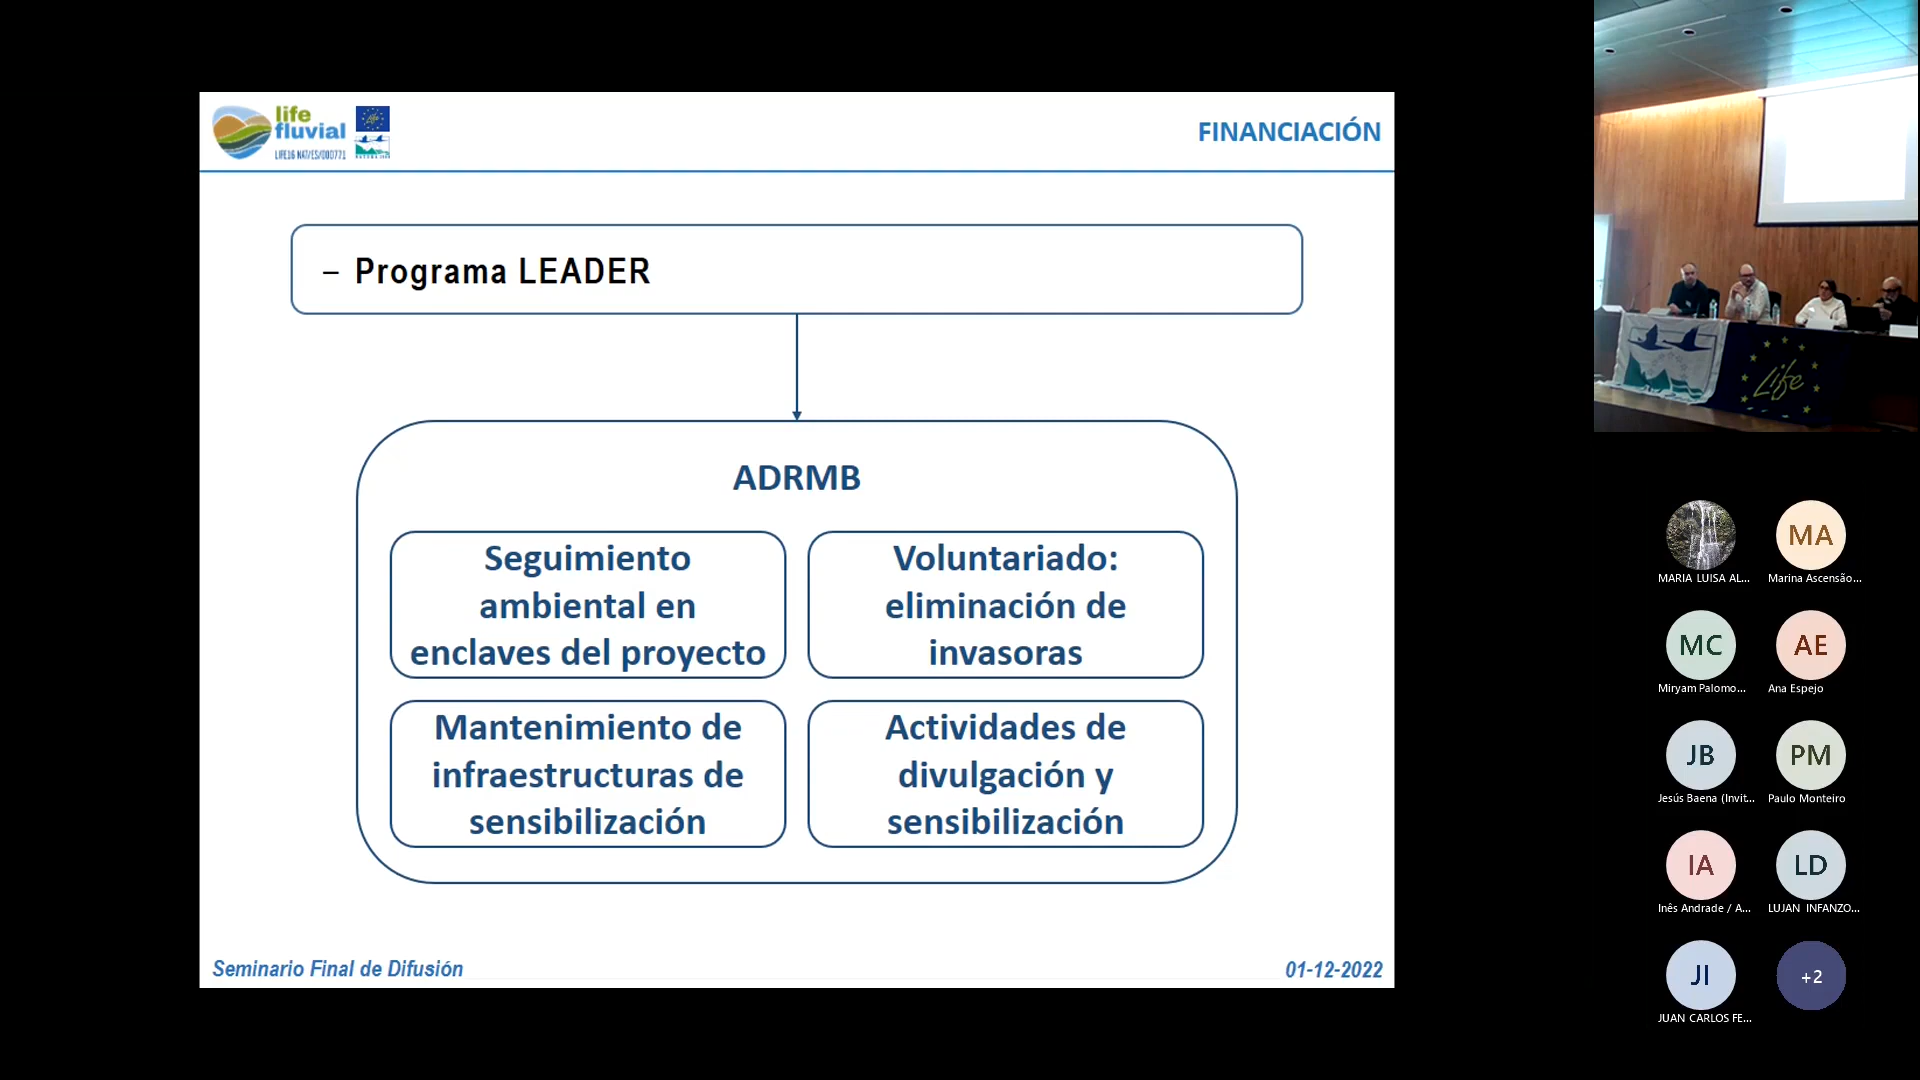 life
fluvial
LIFE16 NAT/ES/000771
FINANCIACIÓN
– Programa LEADER
ADRMB
Seguimiento
ambiental en
enclaves del proyecto
Voluntariado:
eliminación de
invasoras
Mantenimiento de
infraestructuras de
sensibilización
Actividades de
divulgación y
sensibilización
Seminario Final de Difusión
01-12-2022
Life
MARIA LUISA AL...
MA
Marina Ascensão...
MC
Miryam Palomo...
AE
Ana Espejo
JB
Jesús Baena (Invit...
PM
Paulo Monteiro
IA
Inês Andrade / A...
LD
LUJAN INFANZO...
JI
JUAN CARLOS FE...
+2